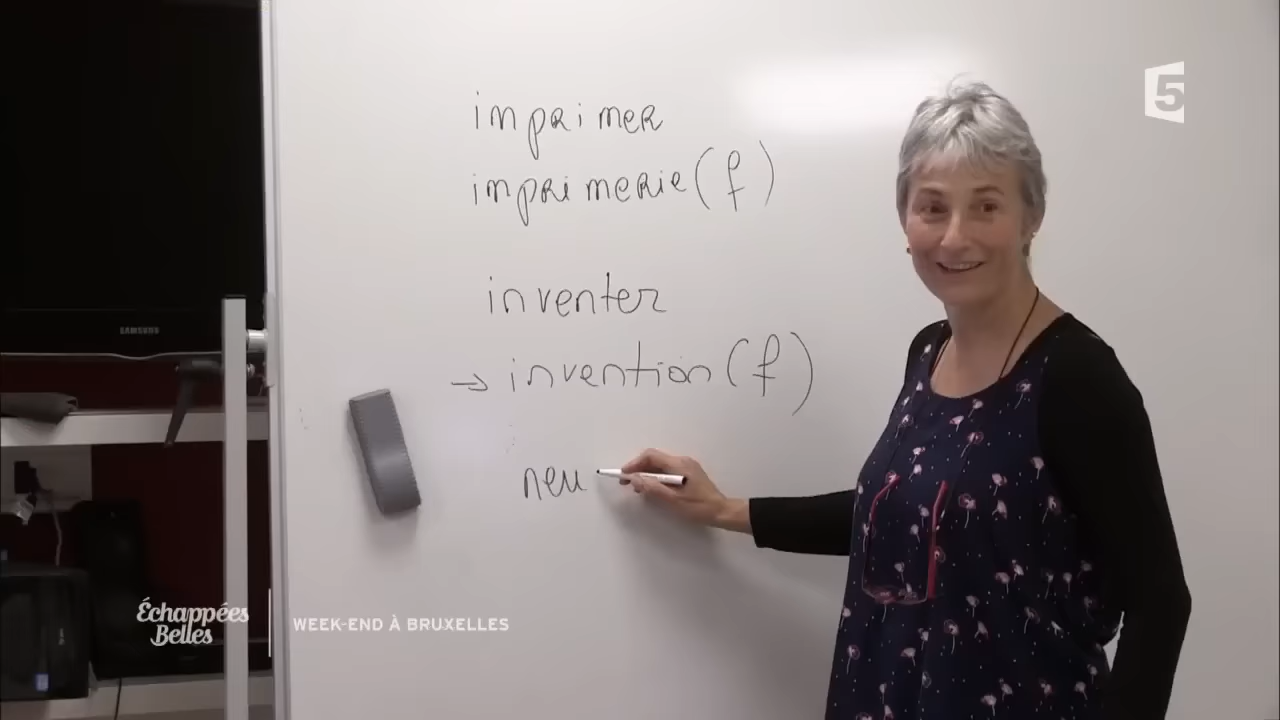 5
imprimer
imprimerie (f)
inventer
→ invention (f)
neu
SAMSUNG
Échappées
Belles
WEEK-END À BRUXELLES